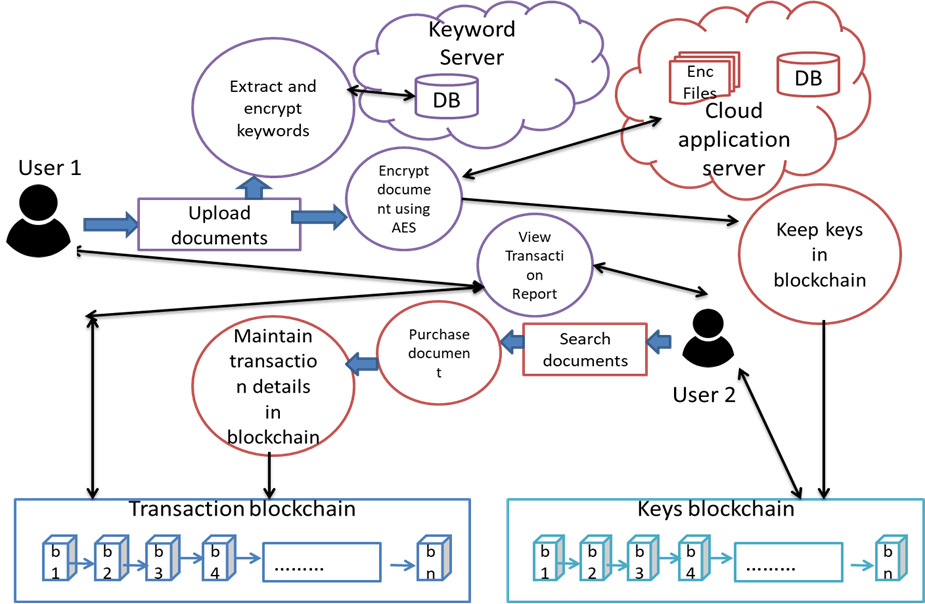 Keyword
Server
DB
Extract and
encrypt
keywords
Enc
Files
DB
Cloud
application
server
User 1
Upload
documents
Encrypt
docume
nt using
AES
View
Transacti
on
Report
Keep keys
in
blockchain
Maintain
transactio
n details
in
blockchain
Purchase
documen
t
Search
documents
User 2
Transaction blockchain
b
1
b
2
b
3
b
4
.........
b
n
Keys blockchain
b
1
b
2
b
3
b
4
.........
b
n